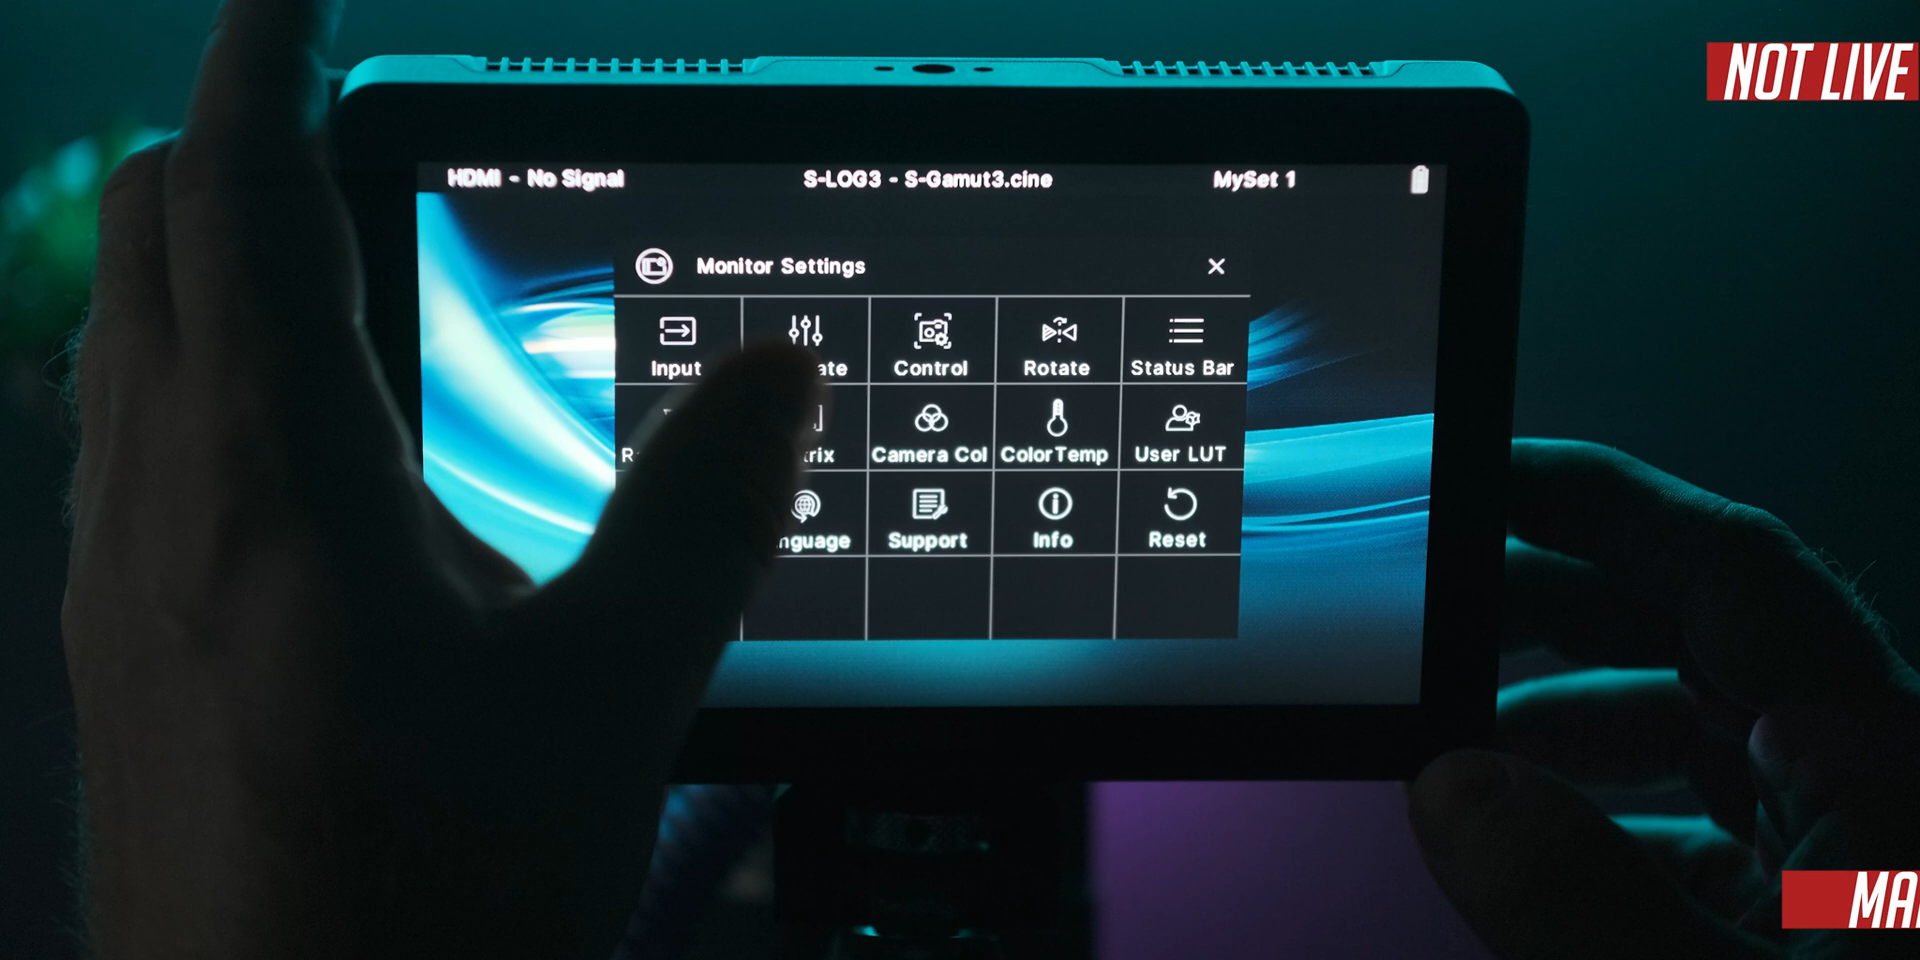 NOT LIVE
HDMI - No Signal
S-LOG3 - S-Gamut3.cine
MySet 1
Monitor Settings
Input
Control
Rotate
Status Bar
Camera Col
ColorTemp
User LUT
Support
Info
Reset